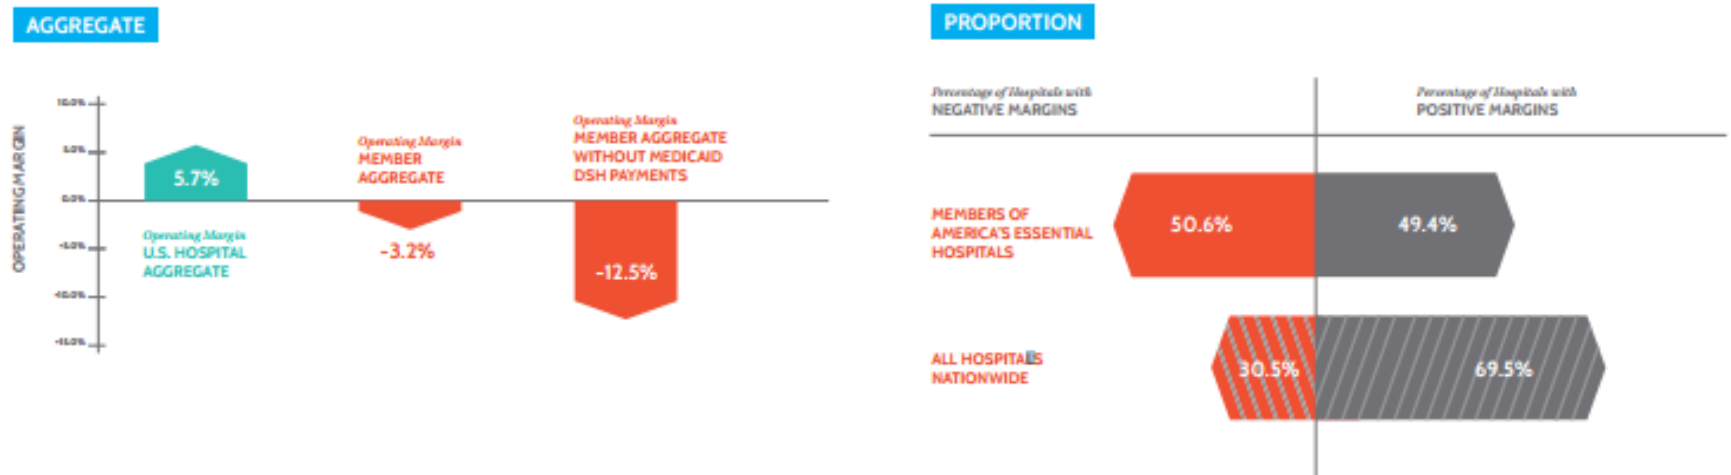 AGGREGATE
OPERATING MARGIN
10.0%
5.0%
0.0%
-5.0%
-10.0%
-15.0%
5.7%
Operating Margin
U.S. HOSPITAL
AGGREGATE
Operating Margin
MEMBER
AGGREGATE
-3.2%
Operating Margin
MEMBER AGGREGATE
WITHOUT MEDICAID
DSH PAYMENTS
-12.5%
PROPORTION
Percentage of Hospitals with
NEGATIVE MARGINS
Percentage of Hospitals with
POSITIVE MARGINS
MEMBERS OF
AMERICA'S ESSENTIAL
HOSPITALS
50.6%
49.4%
ALL HOSPITALS
NATIONWIDE
30.5%
69.5%